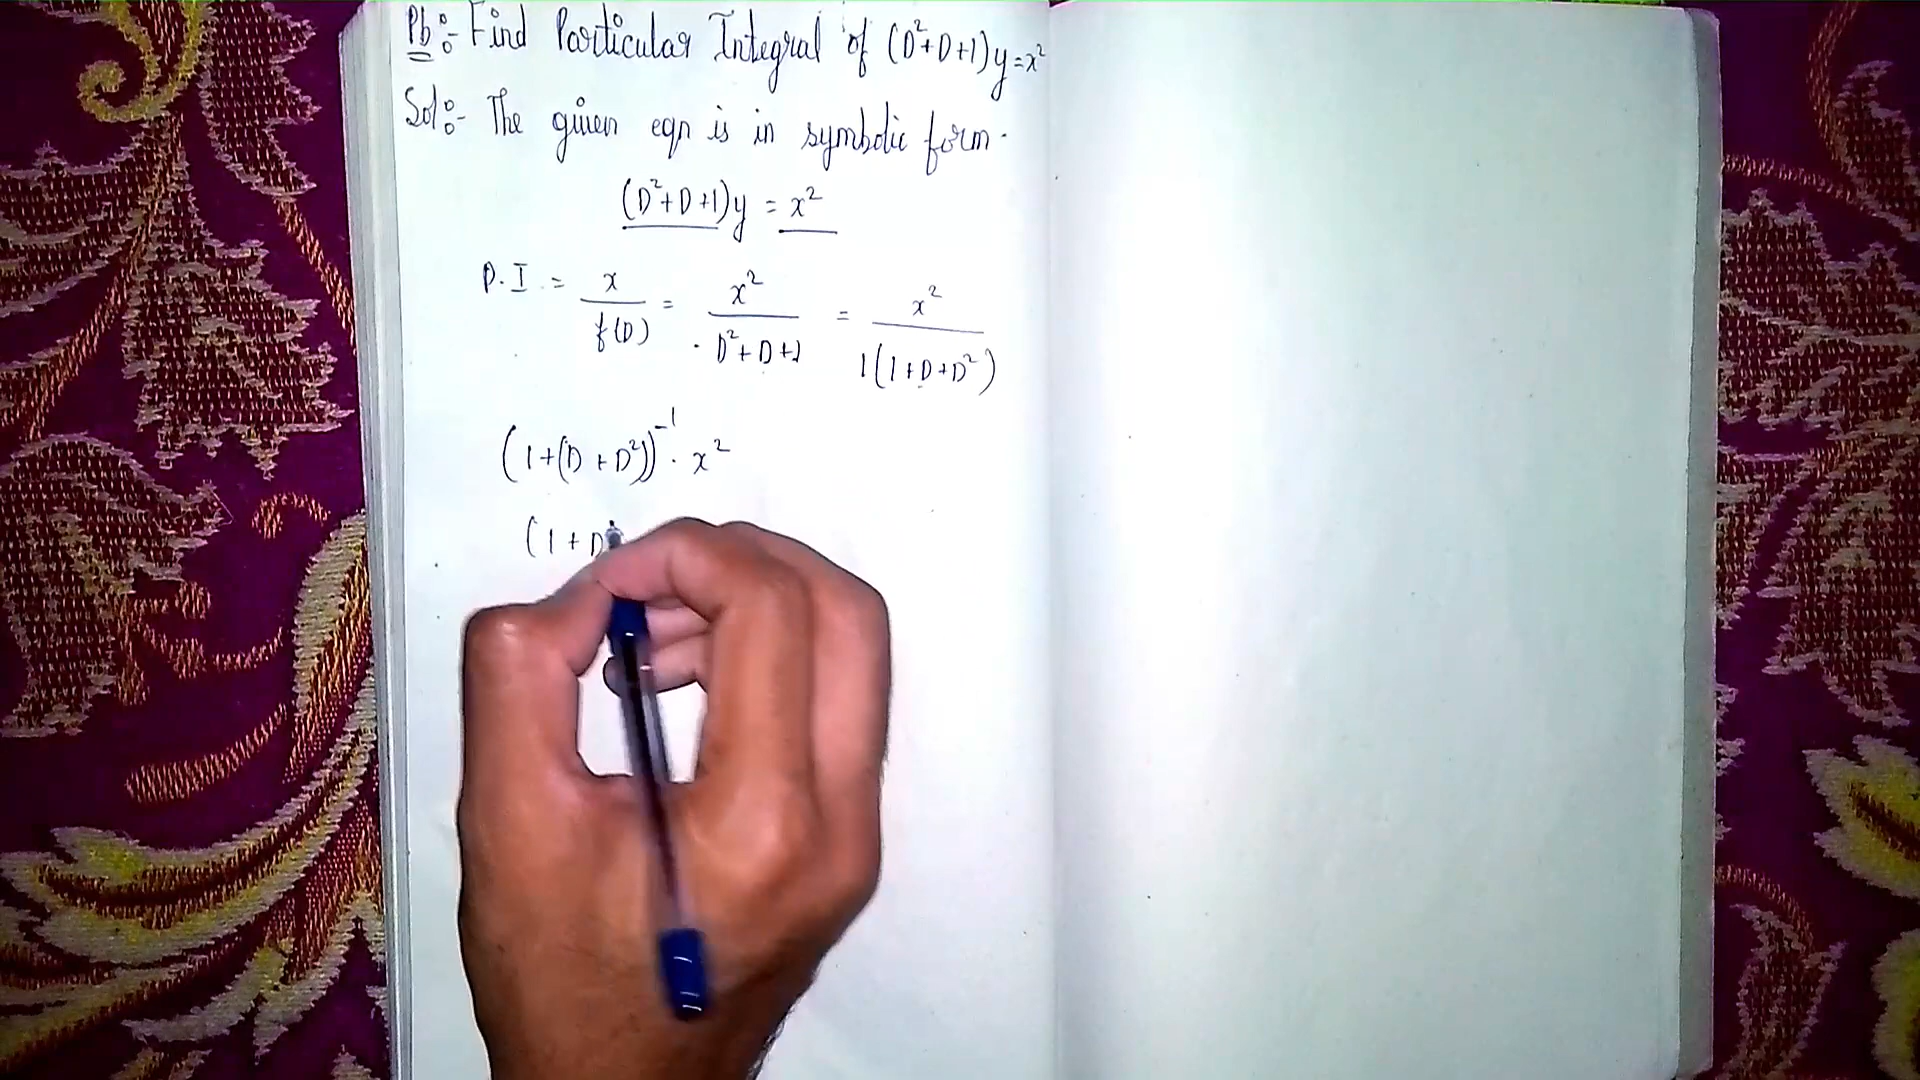 Pb:- Find Particular Integral of (D²+D+1)y=x²
Sol:- The given eqn is in symbolic form.
(D²+D+1)y = x²
P.I. = x/f(D) = x²/D²+D+1 = x²/1(1+D+D²)
(1+(D+D²))⁻¹. x²
(1+D